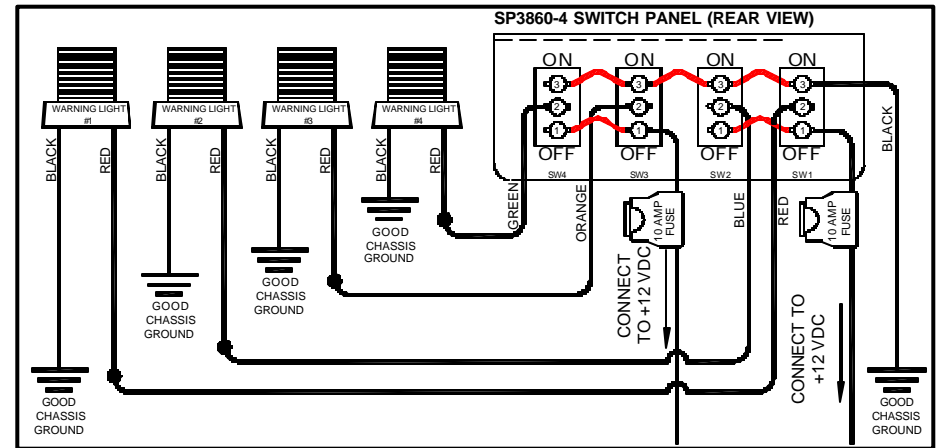 SP3860-4 SWITCH PANEL (REAR VIEW)
ON
ON
ON
ON
3
3
3
3
2
2
2
2
1
1
1
1
OFF
OFF
OFF
OFF
SW4
SW3
SW2
SW1
WARNING LIGHT
#1
WARNING LIGHT
#2
WARNING LIGHT
#3
WARNING LIGHT
#4
BLACK
RED
BLACK
RED
BLACK
RED
BLACK
RED
GREEN
ORANGE
10 AMP
FUSE
BLUE
RED
10 AMP
FUSE
BLACK
GOOD
CHASSIS
GROUND
GOOD
CHASSIS
GROUND
GOOD
CHASSIS
GROUND
GOOD
CHASSIS
GROUND
CONNECT
TO +12 VDC
CONNECT TO
+12 VDC
GOOD
CHASSIS
GROUND